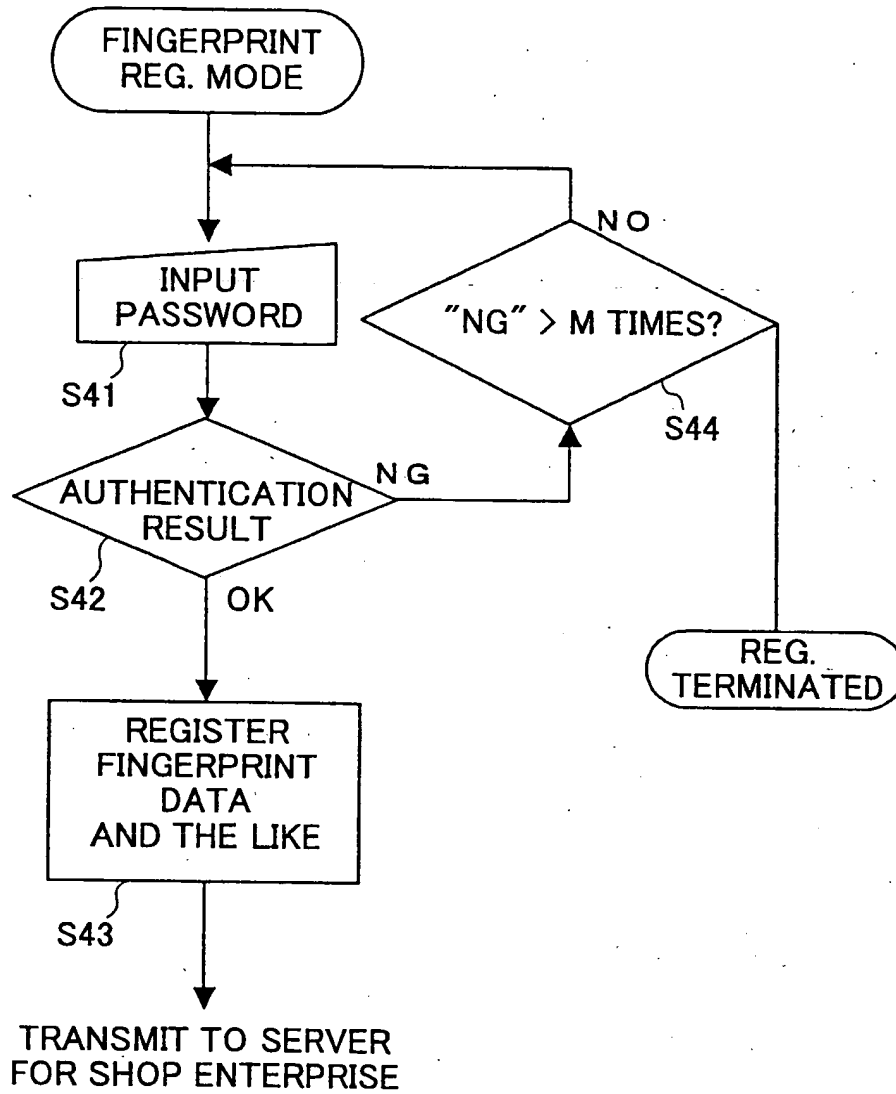 FINGERPRINT
REG. MODE
NO
INPUT
PASSWORD
"NG" > M TIMES?
S41
S44
NG
AUTHENTICATION
RESULT
S42
OK
REG.
TERMINATED
REGISTER
FINGERPRINT
DATA
AND THE LIKE
S43
TRANSMIT TO SERVER
FOR SHOP ENTERPRISE